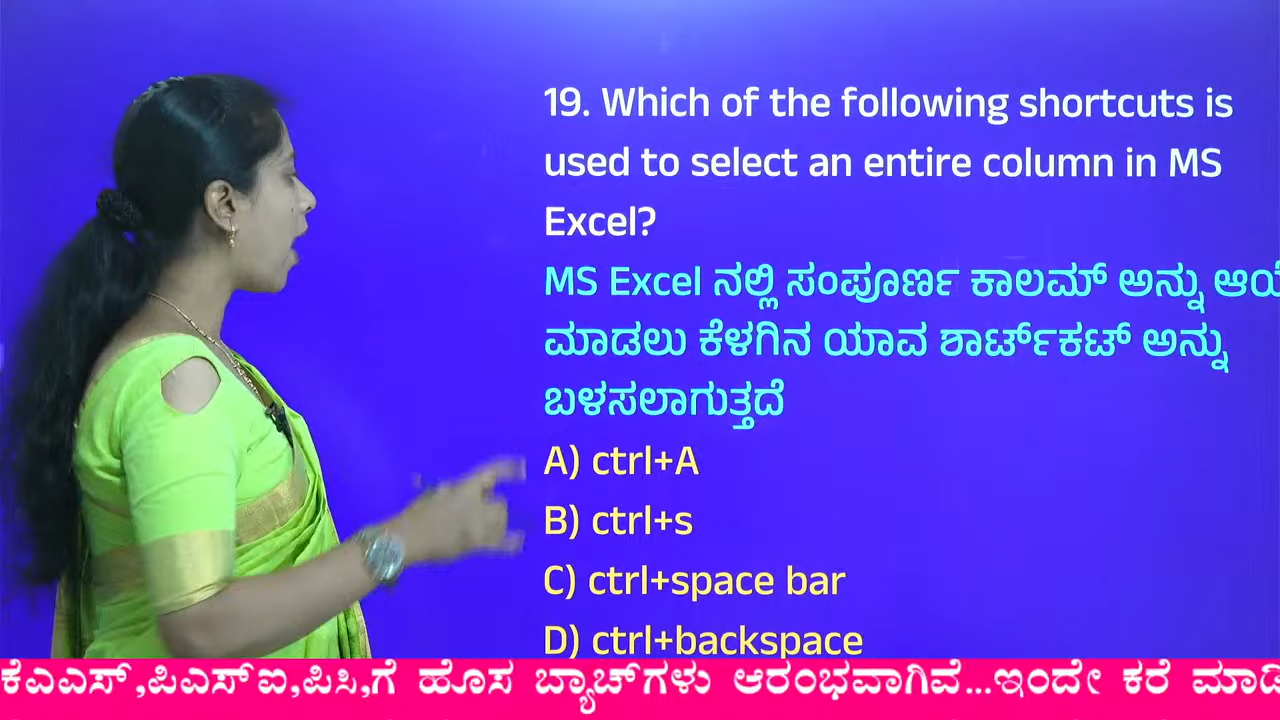 19. Which of the following shortcuts is
used to select an entire column in MS
Excel?
MS Excel ನಲ್ಲಿ ಸಂಪೂರ್ಣ ಕಾಲಮ್ ಅನ್ನು
ಮಾಡಲು ಕೆಳಗಿನ ಯಾವ ಶಾರ್ಟ್‌ಕಟ್ ಅನ್ನು
ಬಳಸಲಾಗುತ್ತದೆ
A) ctrl+A
B) ctrl+s
C) ctrl+space bar
D) ctrl+backspace
ಕೆಎಎಸ್,ಪಿಎಸ್ಐ,ಪಿಸಿ,ಗೆ ಹೊಸ ಬ್ಯಾಚ್‌ಗಳು ಆರಂಭವಾಗಿವೆ...ಇಂದೇ ಕರೆ